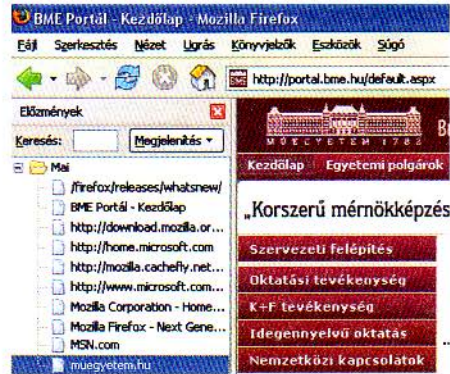 BME Portál - Kezdőlap - Mozilla Firefox
Fájl Szerkesztés Nézet Ugrás Könyvjelzők Eszközök Súgó
http://portal.bme.hu/default.aspx
Előzmények
Keresés: Megjelenítés
Mai
/firefox/releases/whatsnew/
BME Portál - Kezdőlap
http://download.mozilla.or...
http://home.microsoft.com
http://mozilla.cachefly.net...
http://www.microsoft.com...
Mozilla Corporation - Home...
Mozilla Firefox - Next Gene...
MSN.com
muegyetem.hu
MŰEGYETEM 1782
Kezdőlap Egyetemi polgárok
„Korszerű mérnökképzés
Szervezeti felépítés
Oktatási tevékenység
K+F tevékenység
Idegennyelvű oktatás
Nemzetközi kapcsolatok